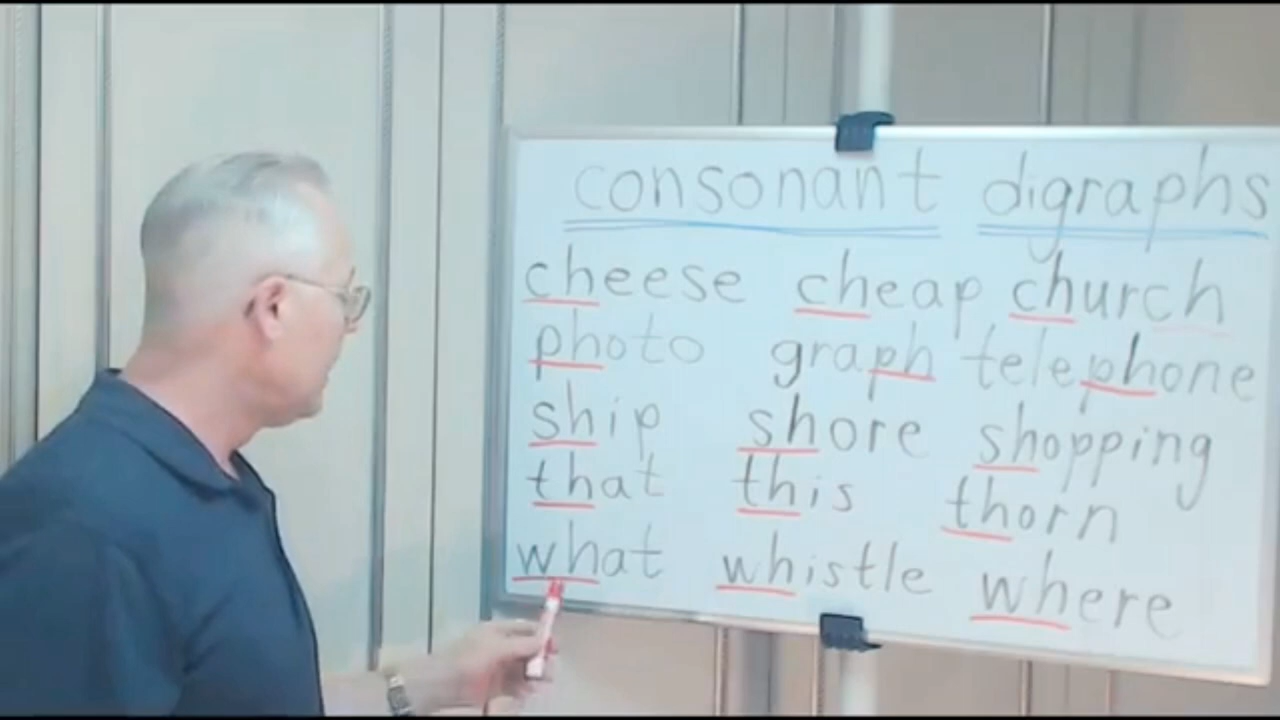 consonant digraphs
cheese cheap church
photo graph telephone
ship shore shopping
that this thorn
what whistle where